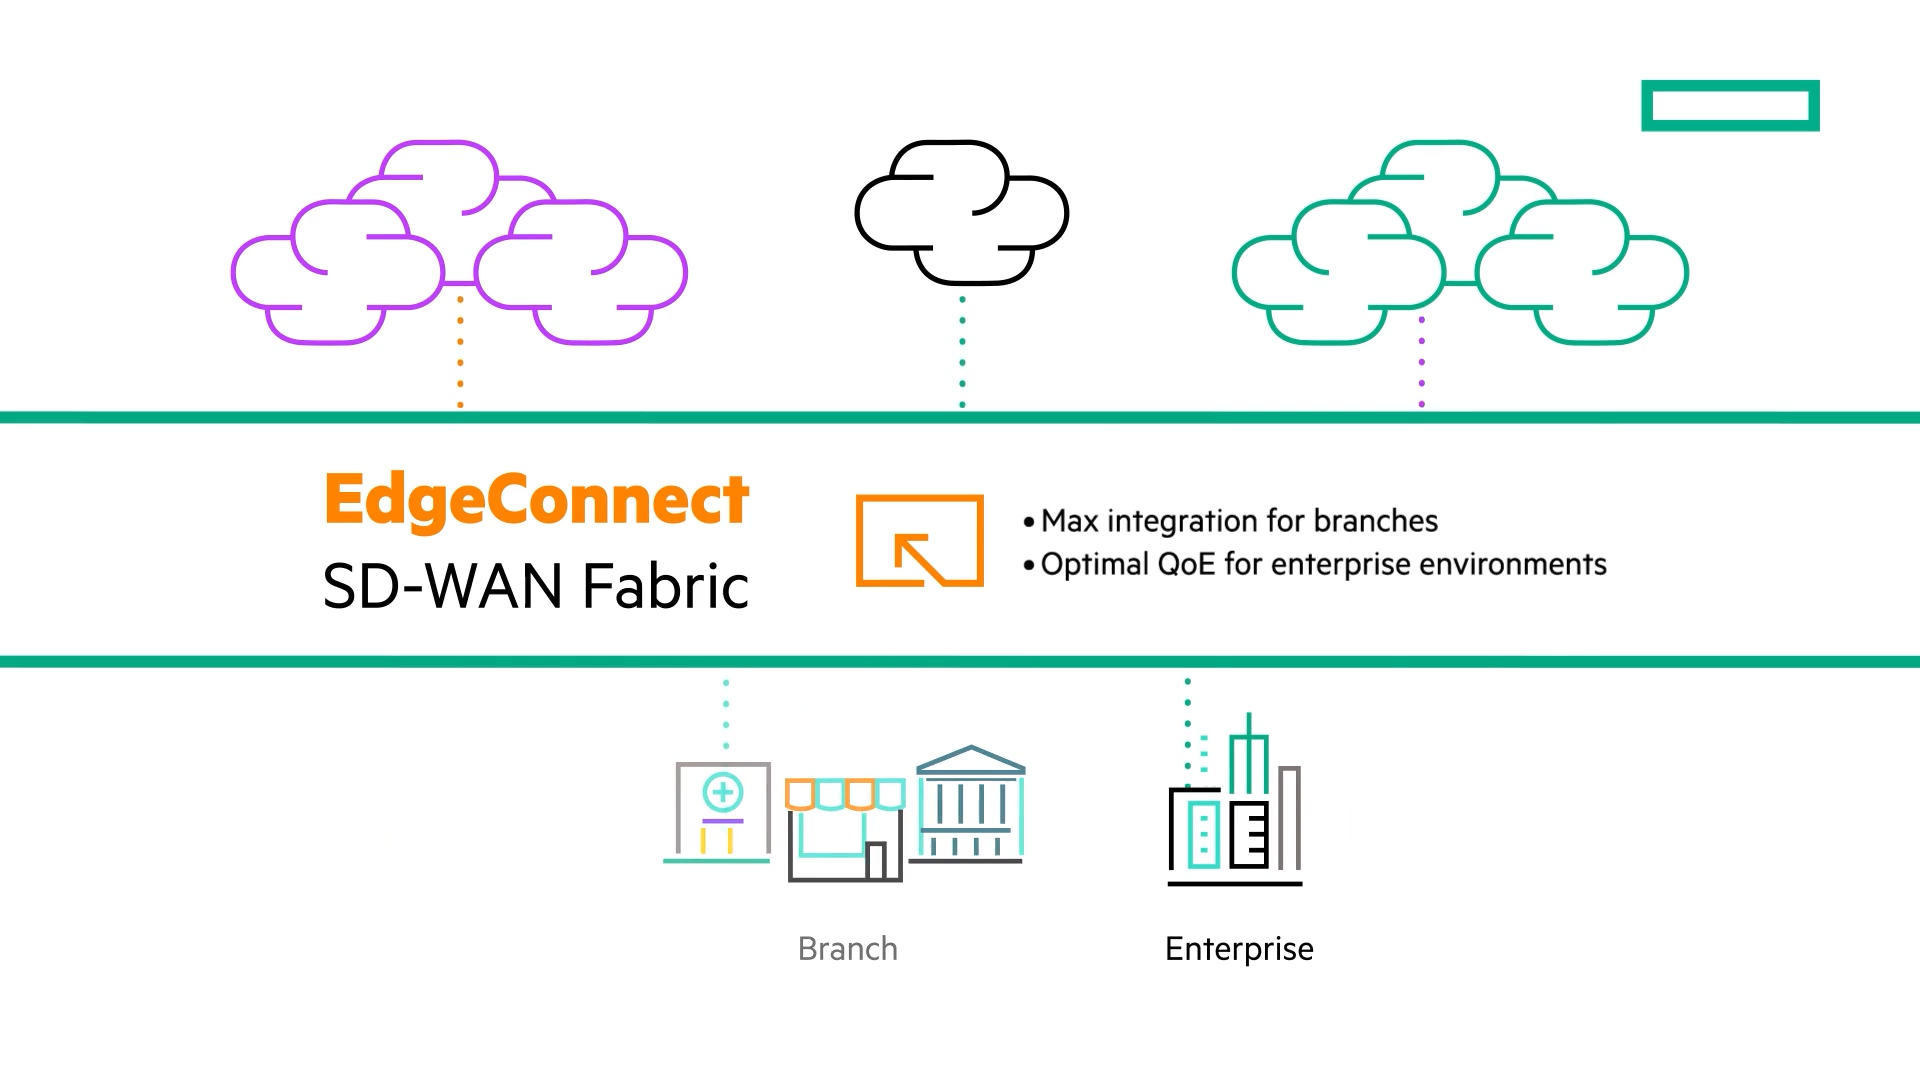 EdgeConnect
SD-WAN Fabric
• Max integration for branches
• Optimal QoE for enterprise environments
Branch
Enterprise